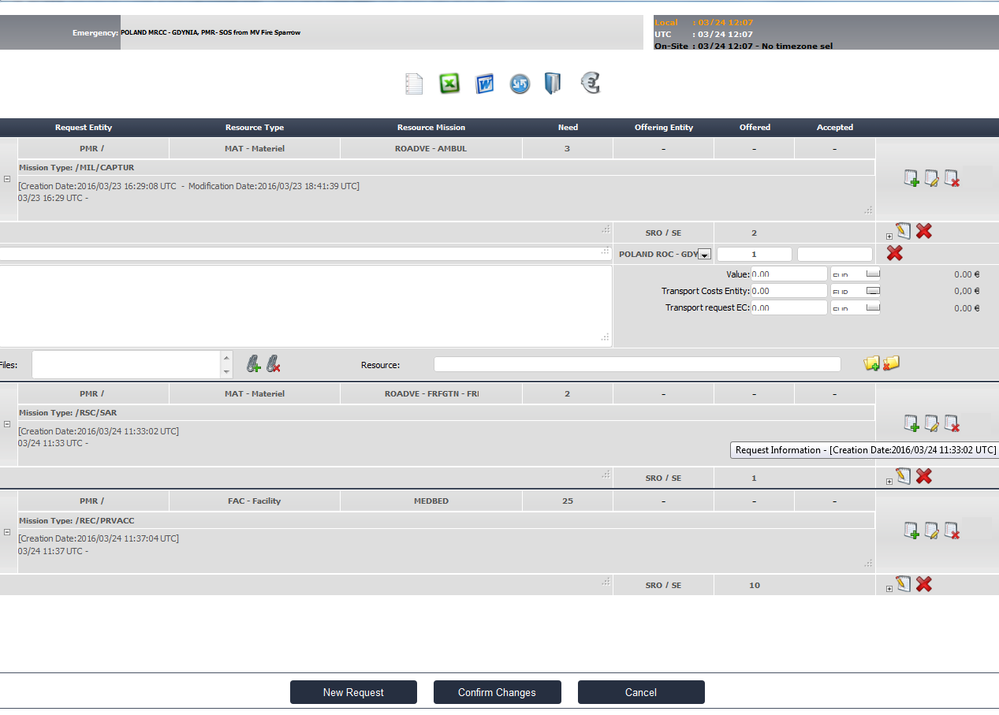 Emergency: POLAND MRCC - GDYNIA, PMR- SOS from MV Fire Sparrow
Local : 03/24 12:07
UTC : 03/24 12:07
On-Site : 03/24 12:07 - No timezone sel
Request Entity Resource Type Resource Mission Need Offering Entity Offered Accepted
PMR / MAT - Materiel ROADVE - AMBUL 3 - - -
Mission Type: /MIL/CAPTUR
[Creation Date:2016/03/23 16:29:08 UTC - Modification Date:2016/03/23 18:41:39 UTC]
03/23 16:29 UTC -
SRO / SE 2
POLAND ROC - GDY 1
Value: 0.00 EUR 0.00 €
Transport Costs Entity: 0.00 EUR 0,00 €
Transport request EC: 0.00 EUR 0.00 €
Files: Resource:
PMR / MAT - Materiel ROADVE - FRFGTN - FRI 2 - - -
Mission Type: /RSC/SAR
[Creation Date:2016/03/24 11:33:02 UTC]
03/24 11:33 UTC -
Request Information - [Creation Date:2016/03/24 11:33:02 UTC]
SRO / SE 1
PMR / FAC - Facility MEDBED 25 - - -
Mission Type: /REC/PRVACC
[Creation Date:2016/03/24 11:37:04 UTC]
03/24 11:37 UTC -
SRO / SE 10
New Request Confirm Changes Cancel